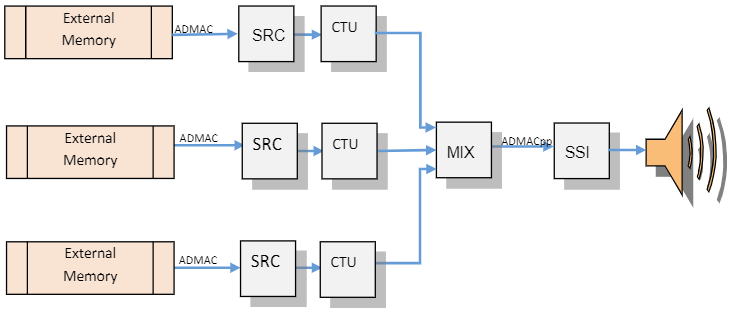 External
Memory
ADMAC
SRC
CTU
External
Memory
ADMAC
SRC
CTU
MIX
ADMACpp
SSI
External
Memory
ADMAC
SRC
CTU